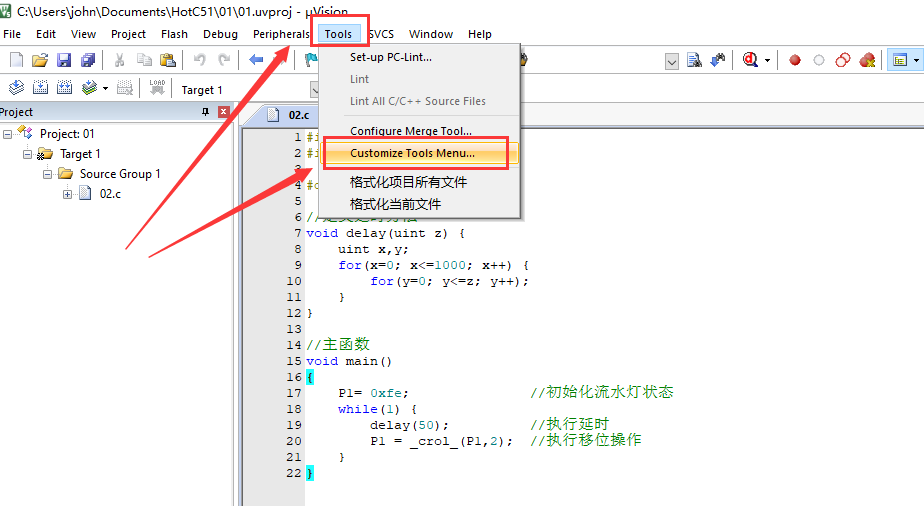 C:\Users\john\Documents\HotC51\01\01.uvproj - µVision
File Edit View Project Flash Debug Peripherals Tools SVCS Window Help
Set-up PC-Lint...
Lint
Lint All C/C++ Source Files
Configure Merge Tool...
Customize Tools Menu...
格式化项目所有文件
格式化当前文件
LOAD
Target 1
Project
Project: 01
Target 1
Source Group 1
02.c
02.c
1 #i
2 #i
3
4 #d
5
6 //
7 void delay(uint z) {
8 uint x,y;
9 for(x=0; x<=1000; x++) {
10 for(y=0; y<=z; y++);
11 }
12 }
13
14 //主函数
15 void main()
16 {
17 P1= 0xfe; //初始化流水灯状态
18 while(1) {
19 delay(50); //执行延时
20 P1 = _crol_(P1,2); //执行移位操作
21 }
22 }